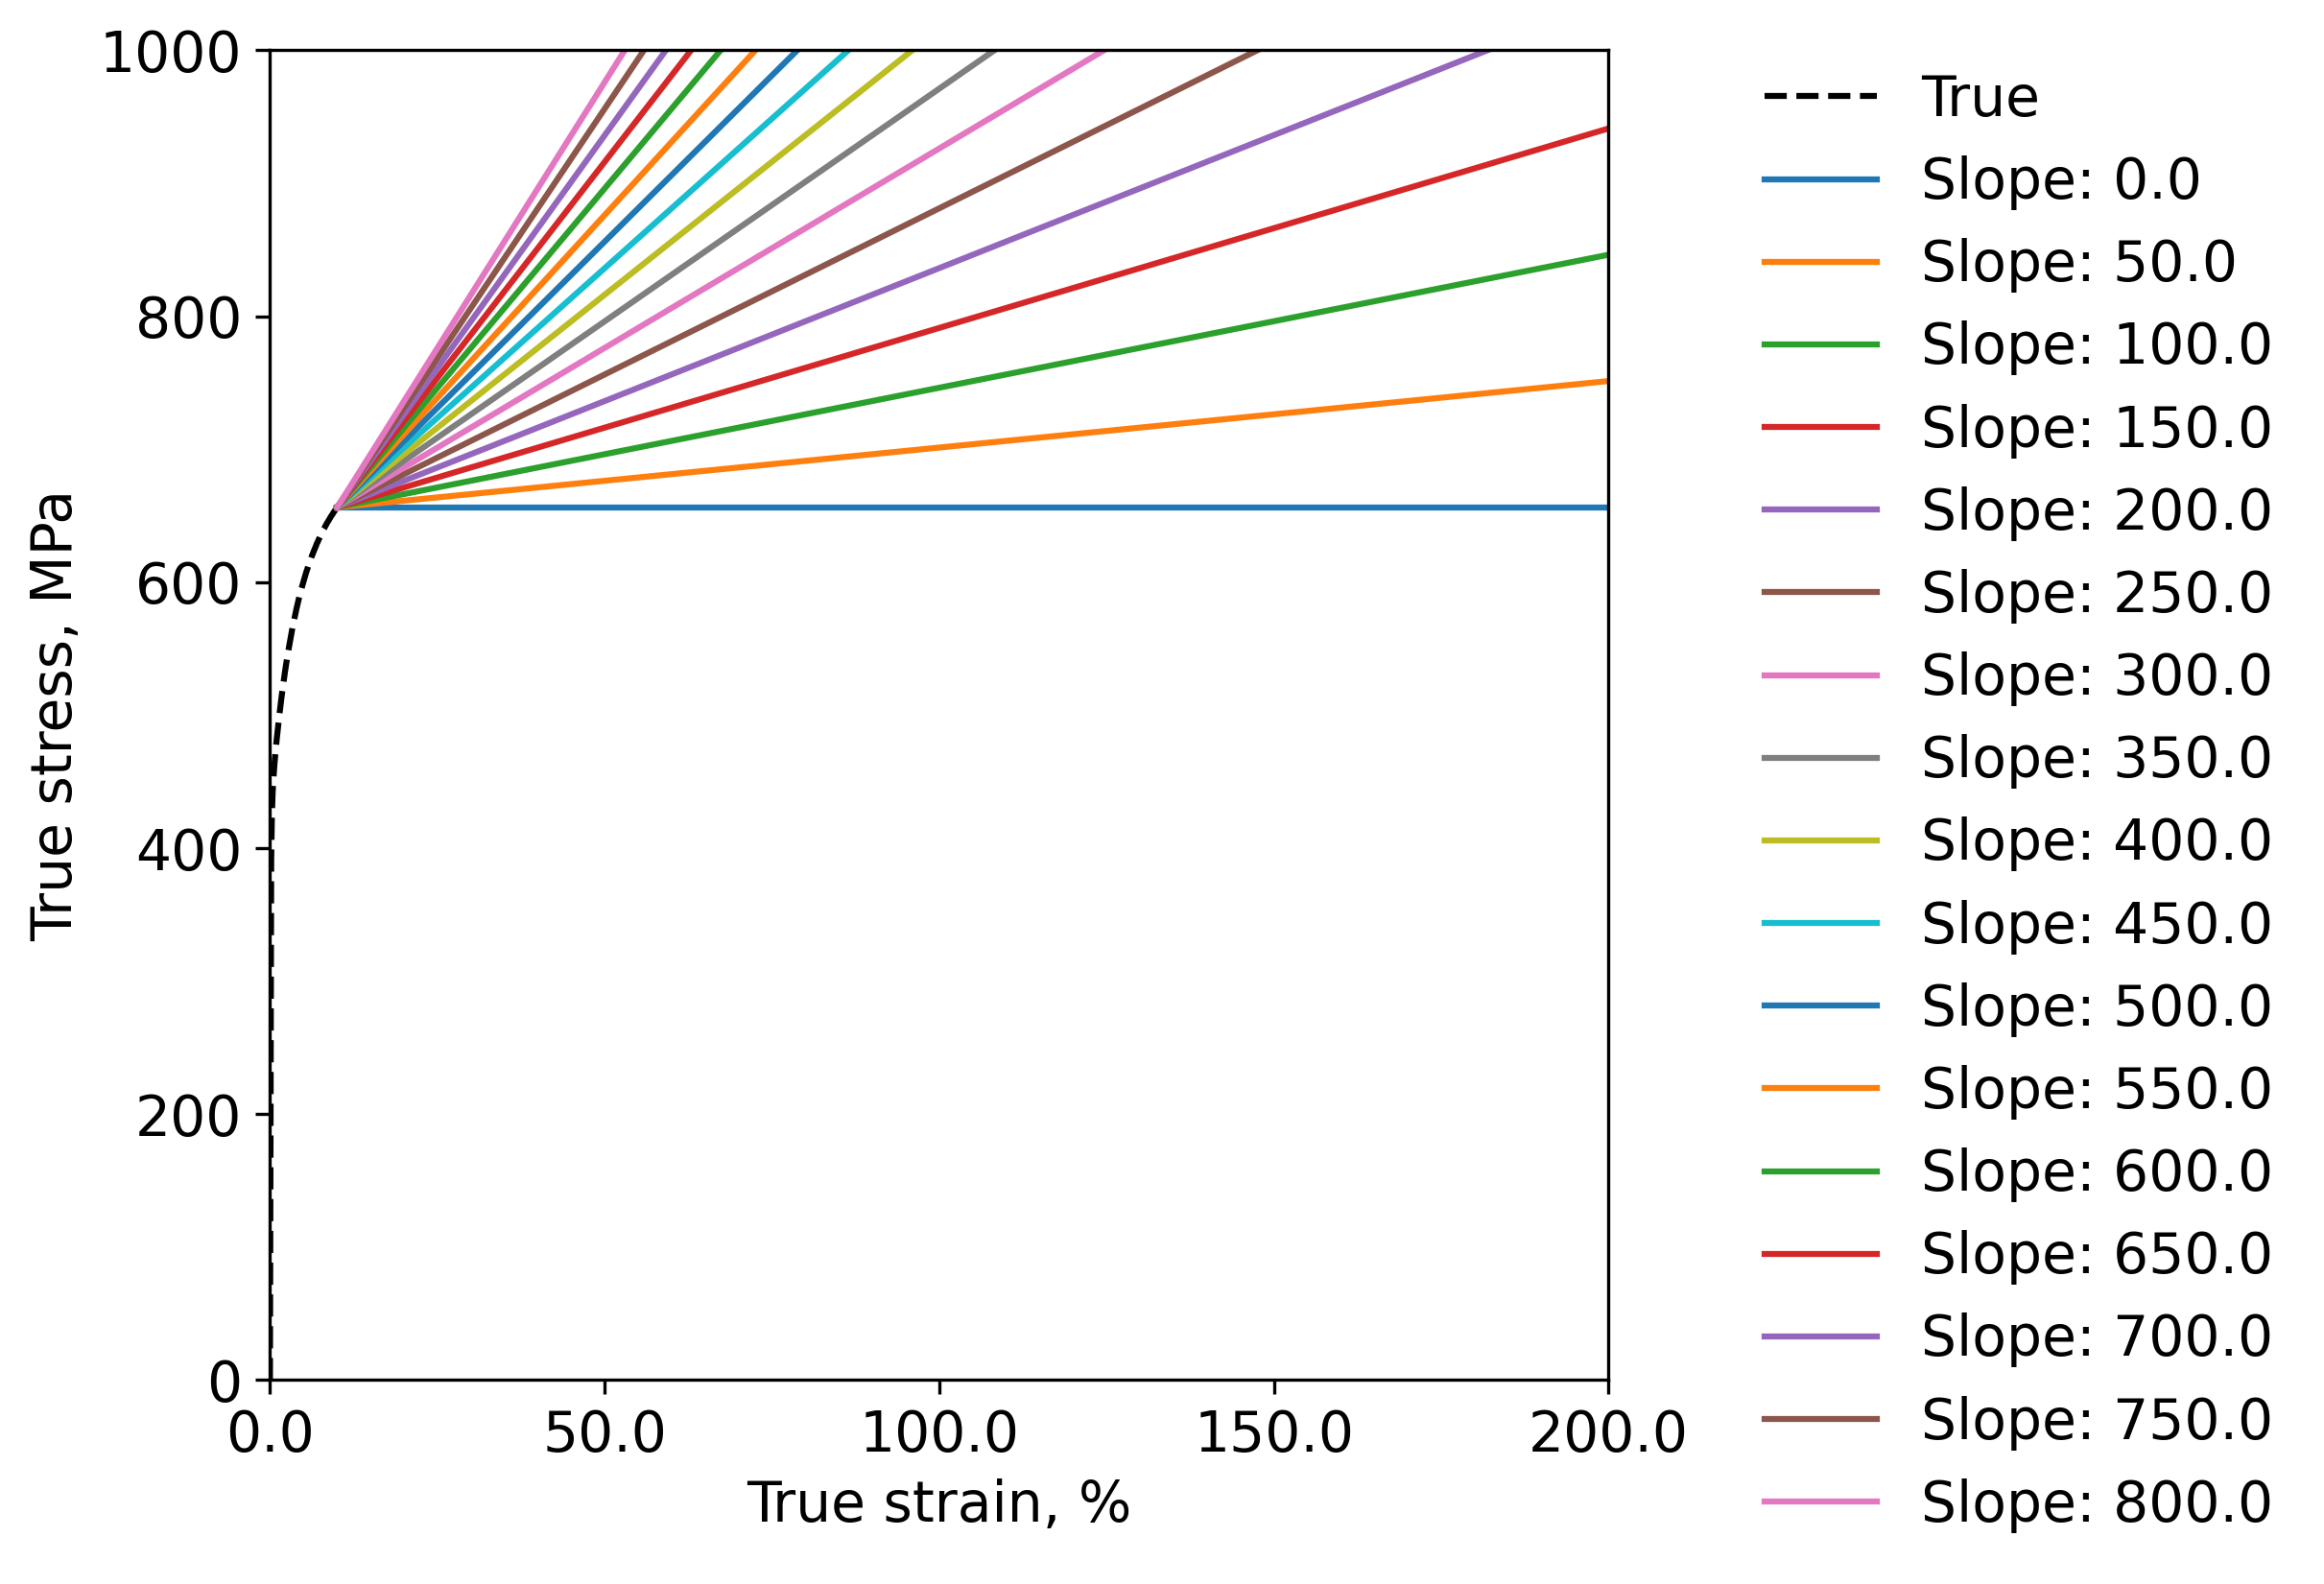 1000
800
600
400
200
0
True stress, MPa
0.0 50.0 100.0 150.0 200.0
True strain, %
True
Slope: 0.0
Slope: 50.0
Slope: 100.0
Slope: 150.0
Slope: 200.0
Slope: 250.0
Slope: 300.0
Slope: 350.0
Slope: 400.0
Slope: 450.0
Slope: 500.0
Slope: 550.0
Slope: 600.0
Slope: 650.0
Slope: 700.0
Slope: 750.0
Slope: 800.0